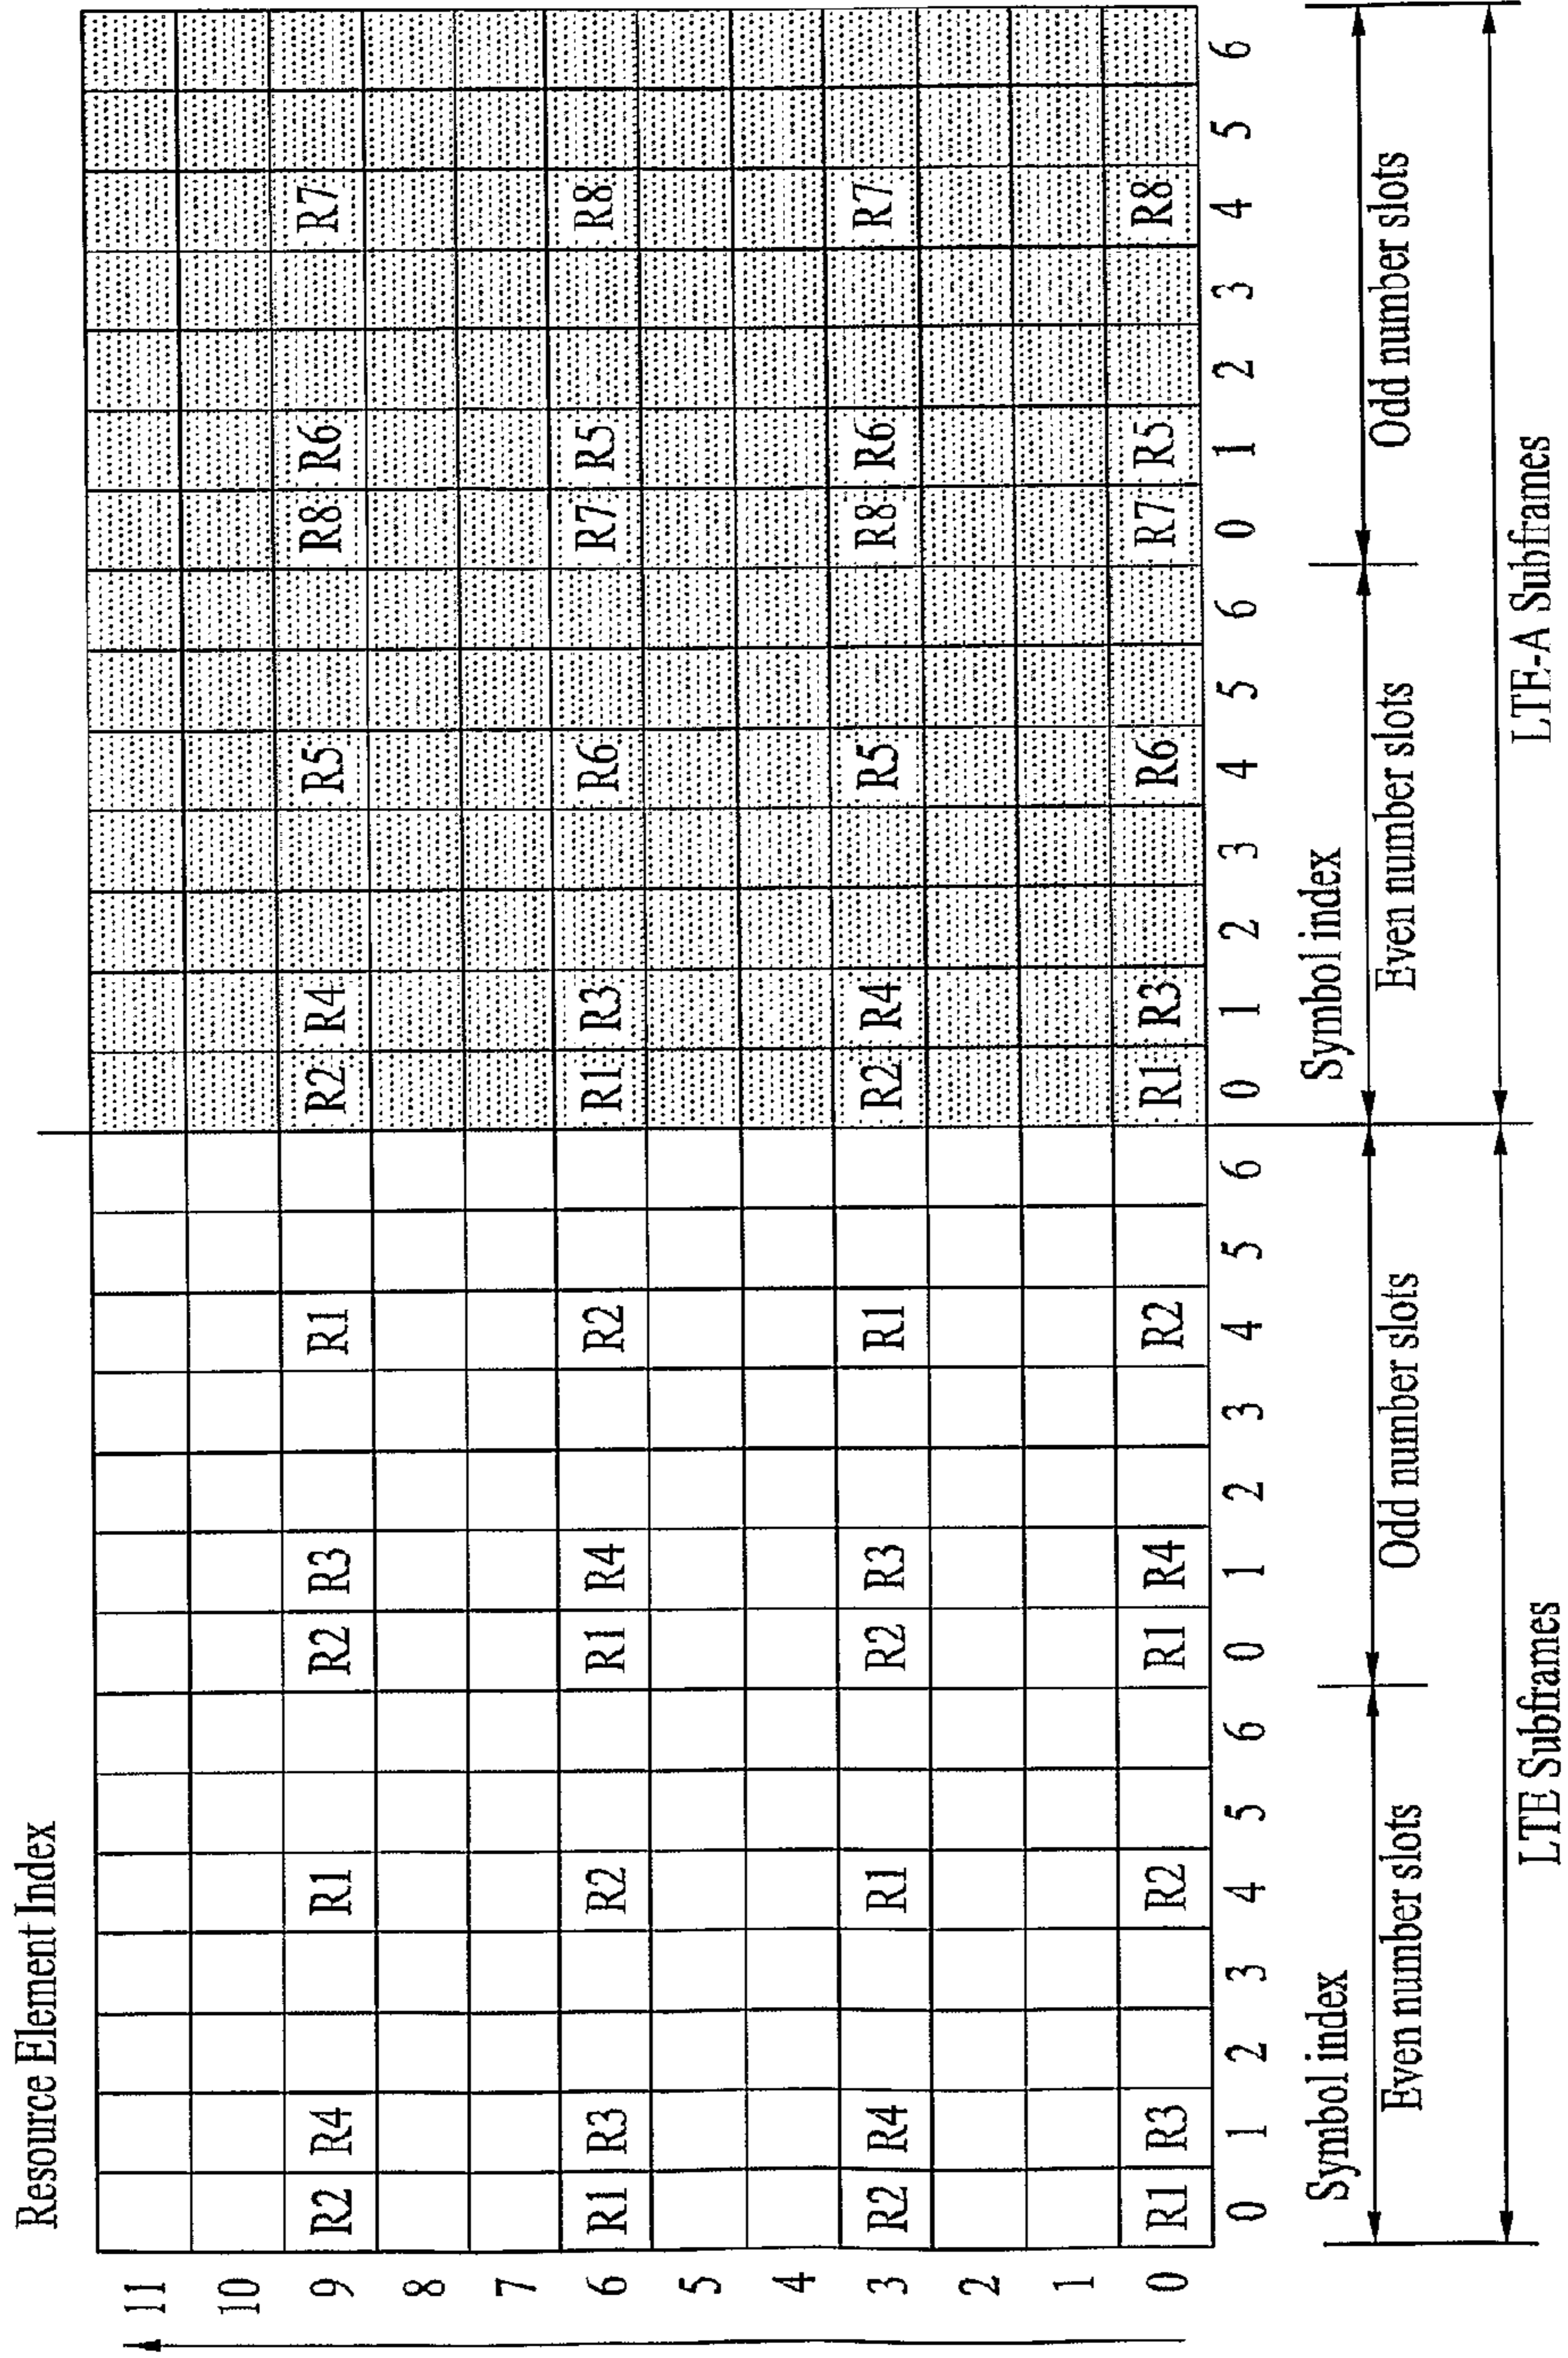 Resource Element Index
11
10
9 R2 R4 R1 R2 R3 R1 R2 R4 R5 R8 R6 R7
8
7
6 R1 R3 R2 R1 R4 R2 R1 R3 R6 R7 R5 R8
5
4
3 R2 R4 R1 R2 R3 R1 R2 R4 R5 R8 R6 R7
2
1
0 R1 R3 R2 R1 R4 R2 R1 R3 R6 R7 R5 R8
0 1 2 3 4 5 6 0 1 2 3 4 5 6 0 1 2 3 4 5 6 0 1 2 3 4 5 6
Symbol index Symbol index
Even number slots Odd number slots Even number slots Odd number slots
LTE Subframes LTE-A Subframes